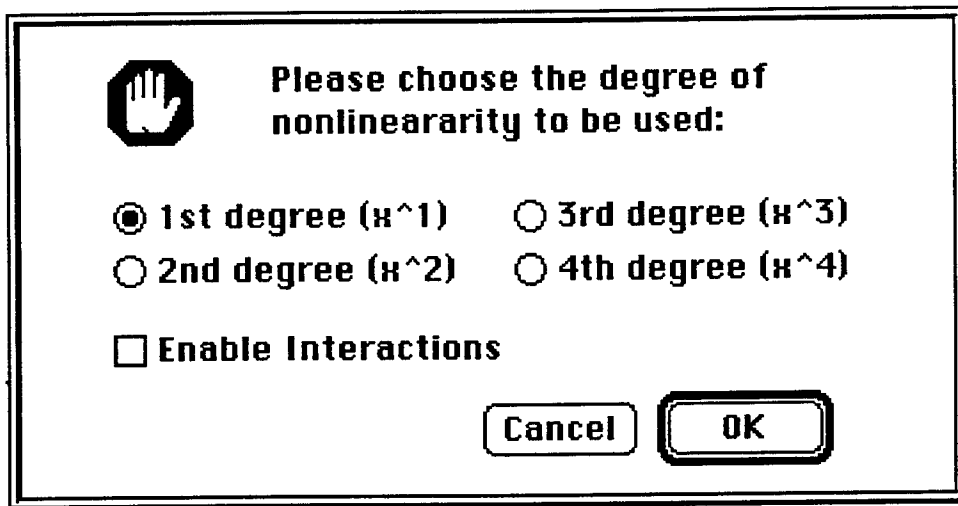 Please choose the degree of
nonlineararity to be used:
1st degree (x^1) 3rd degree (x^3)
2nd degree (x^2) 4th degree (x^4)
Enable Interactions
Cancel OK